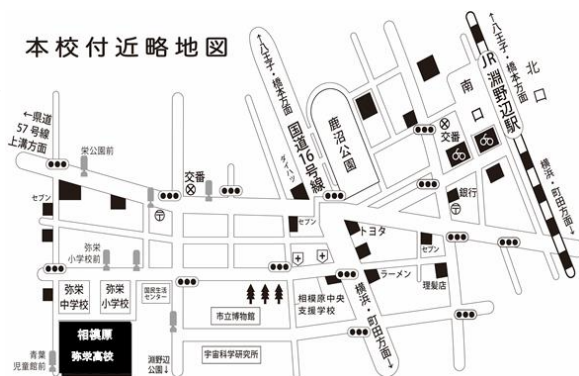 本校付近略地図
←県道
57号線
上溝方面
栄公園前
セブン
交番
ダイハツ
←八王子・橋本方面
国道16号線
鹿沼公園
←八王子・橋本方面
JR 淵野辺駅
北口
南口
交番
銀行
横浜・町田方面→
トヨタ
セブン
セブン
弥栄
小学校前
ラーメン
理髪店
弥栄
中学校
弥栄
小学校
国民生活
センター
市立博物館
相模原中央
支援学校
横浜・町田方面→
相模原
弥栄高校
青葉
児童館前
淵野辺
公園↓
宇宙科学研究所